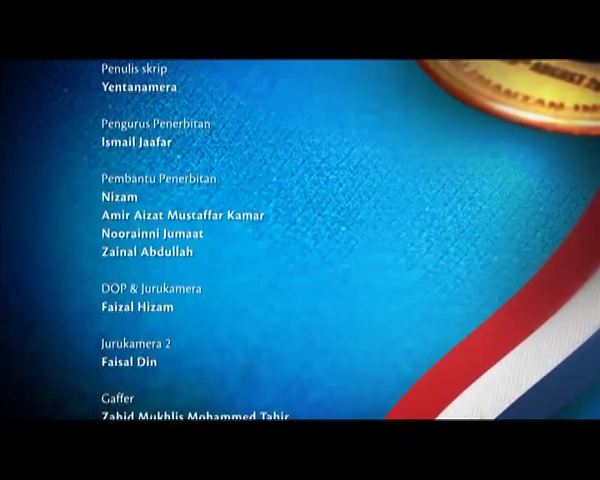 Penulis skrip
Yentanamera
Pengurus Penerbitan
Ismail Jaafar
Pembantu Penerbitan
Nizam
Amir Aizat Mustaffar Kamar
Noorainni Jumaat
Zainal Abdullah
DOP & Jurukamera
Faizal Hizam
Jurukamera 2
Faisal Din
Gaffer
Zahid Mukhlis Mohammed Tahir